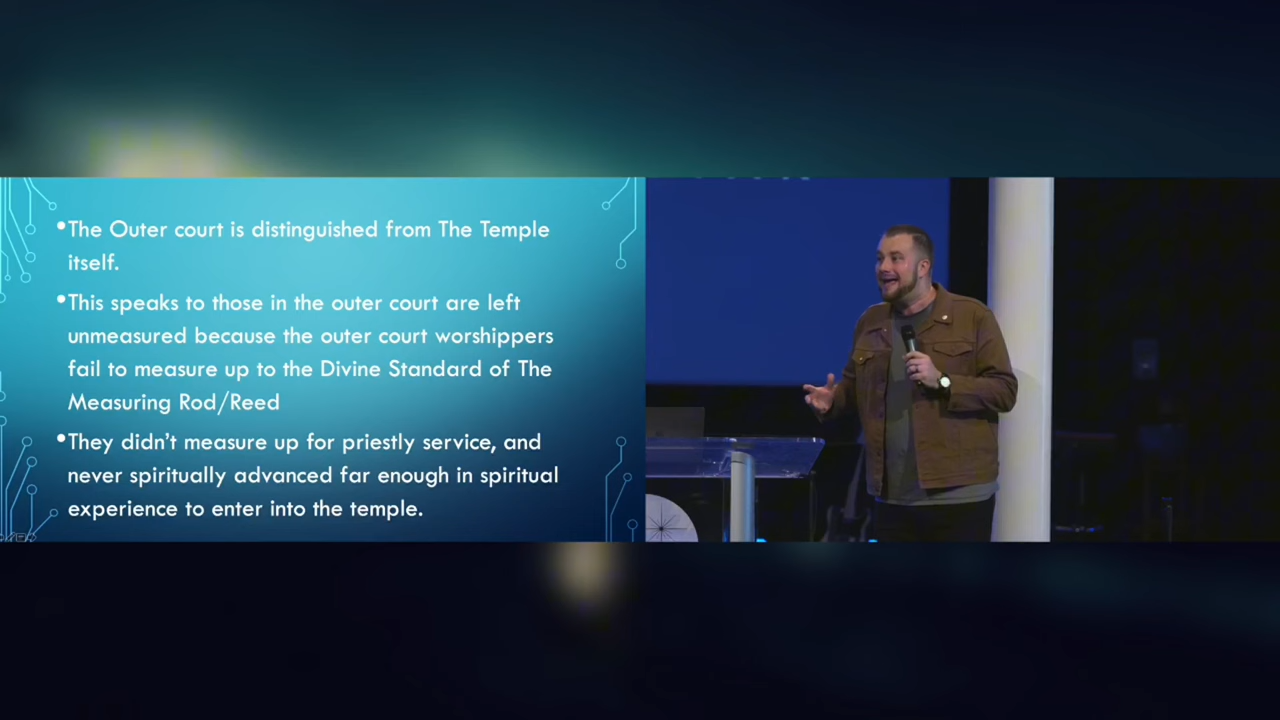 •The Outer court is distinguished from The Temple
itself.
•This speaks to those in the outer court are left
unmeasured because the outer court worshippers
fail to measure up to the Divine Standard of The
Measuring Rod/Reed
•They didn't measure up for priestly service, and
never spiritually advanced far enough in spiritual
experience to enter into the temple.